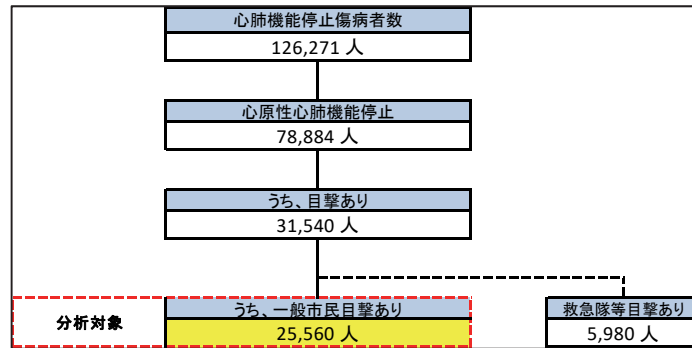 心肺機能停止傷病者数
126,271 人
心原性心肺機能停止
78,884 人
うち、目撃あり
31,540 人
分析対象
うち、一般市民目撃あり
25,560 人
救急隊等目撃あり
5,980 人